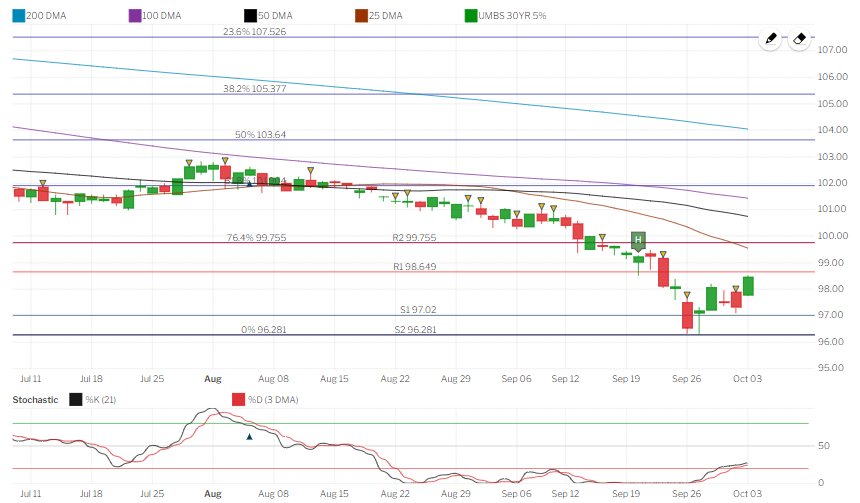 200 DMA 100 DMA 50 DMA 25 DMA UMBS 30YR 5%
23.6% 107.526
107.00
106.00
38.2% 105.377
105.00
104.00
50% 103.64
103.00
102.00
101.00
100.00
76.4% 99.755 R2 99.755
H
99.00
R1 98.649
98.00
S1 97.02
97.00
0% 96.281 S2 96.281
96.00
95.00
Jul 11 Jul 18 Jul 25 Aug Aug 08 Aug 15 Aug 22 Aug 29 Sep 06 Sep 12 Sep 19 Sep 26 Oct 03
Stochastic %K (21) %D (3 DMA)
50
0
Jul 11 Jul 18 Jul 25 Aug Aug 08 Aug 15 Aug 22 Aug 29 Sep 06 Sep 12 Sep 19 Sep 26 Oct 03